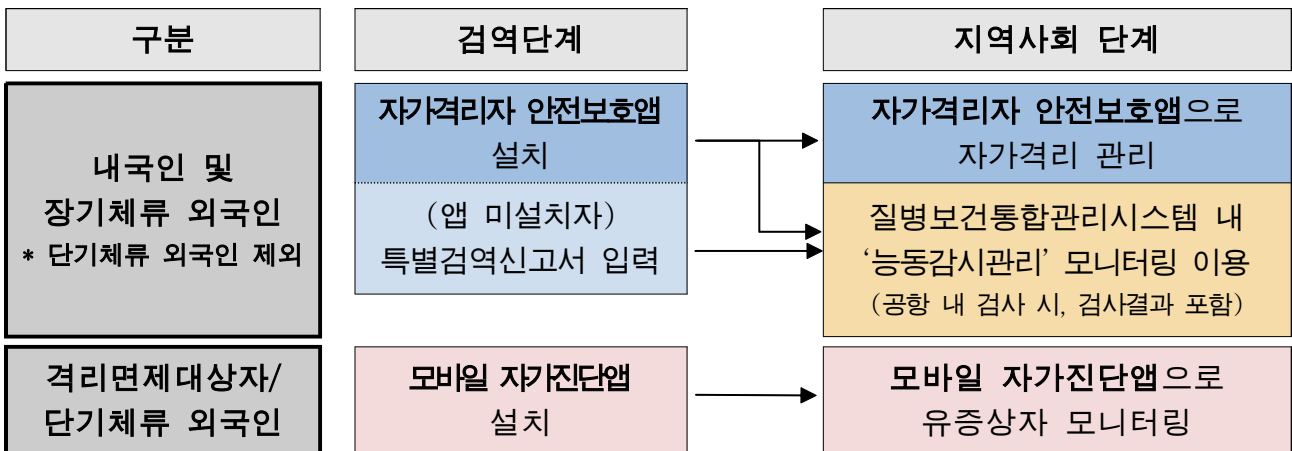 구분
검역단계
지역사회 단계
내국인 및
장기체류 외국인
* 단기체류 외국인 제외
자가격리자 안전보호앱
설치
(앱 미설치자)
특별검역신고서 입력
자가격리자 안전보호앱으로
자가격리 관리
질병보건통합관리시스템 내
‘능동감시관리’ 모니터링 이용
(공항 내 검사 시, 검사결과 포함)
격리면제대상자/
단기체류 외국인
모바일 자가진단앱
설치
모바일 자가진단앱으로
유증상자 모니터링